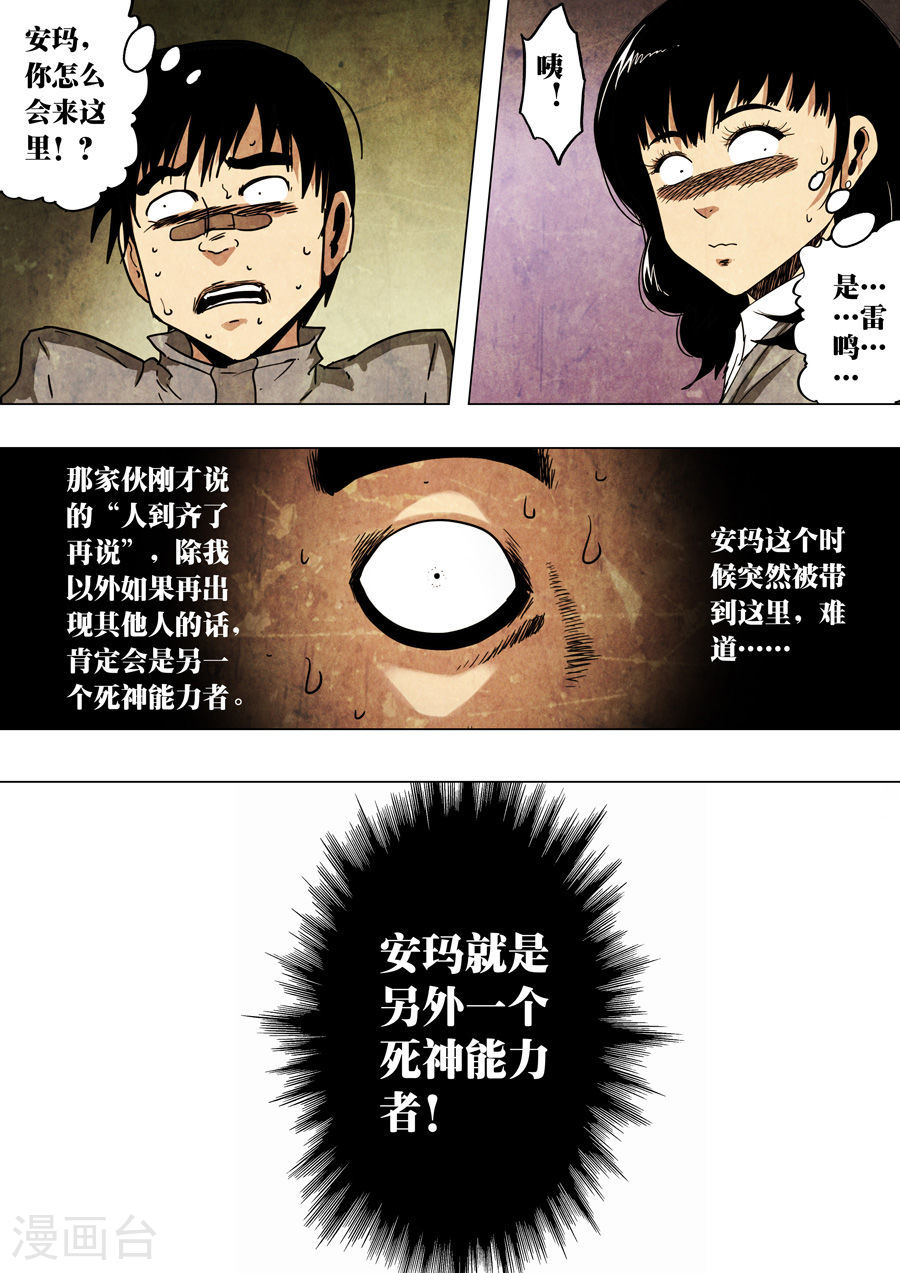 安玛，
你怎么
会来这
里！？
咦！
…雷…
是…鸣…
那家伙刚才说
的“人到齐了
再说”，除我
以外如果再出
现其他人的话，
肯定会是另一
个死神能力者。
安玛这个时
候突然被带
到这里，难
道……
安玛就是
另外一个
死神能力
者！
漫画台